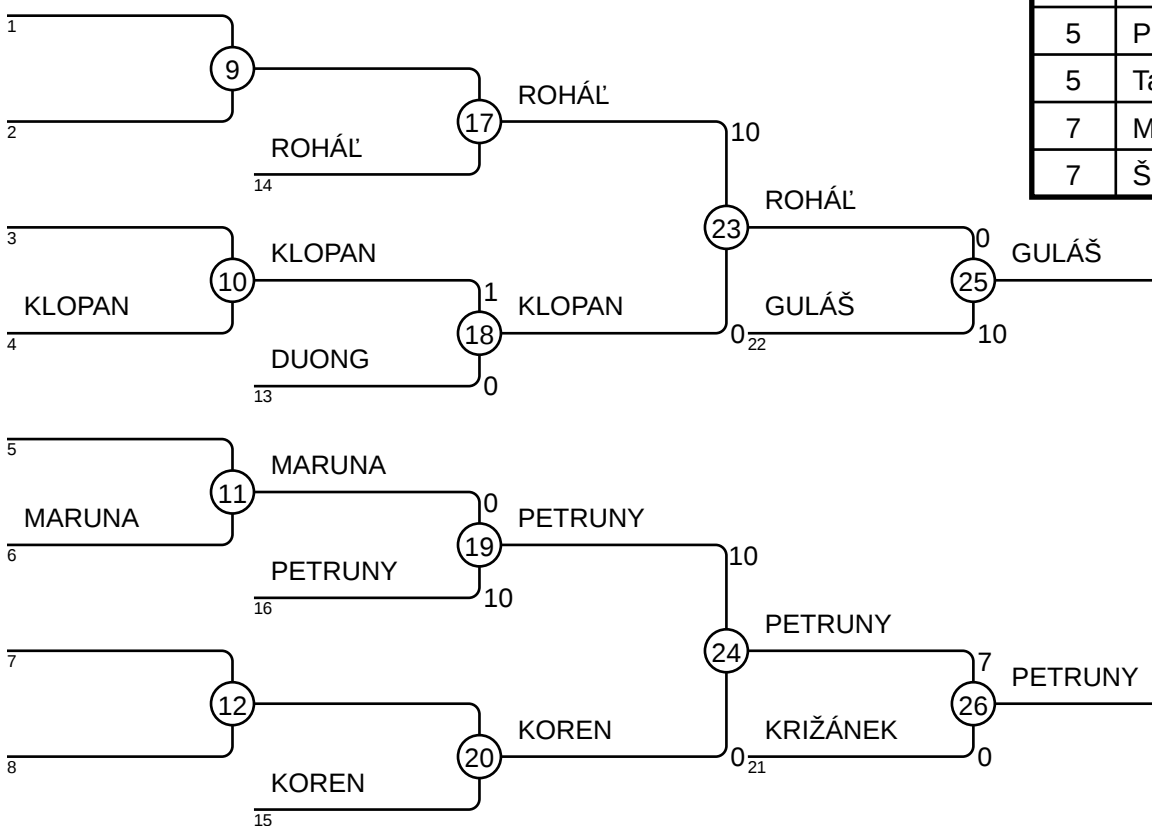 1
9
2
ROHÁĽ
14
17
ROHÁĽ
10
3
10
KLOPAN
4
KLOPAN
1
18
DUONG
13
0
KLOPAN
0
23
ROHÁĽ
0
GULÁŠ
22
10
25
GULÁŠ
5
11
MARUNA
6
MARUNA
0
19
PETRUNY
16
10
PETRUNY
10
7
12
8
KOREN
15
20
KOREN
0
24
PETRUNY
7
KRIŽÁNEK
21
0
26
PETRUNY
5 P
5
7 M
7 Š